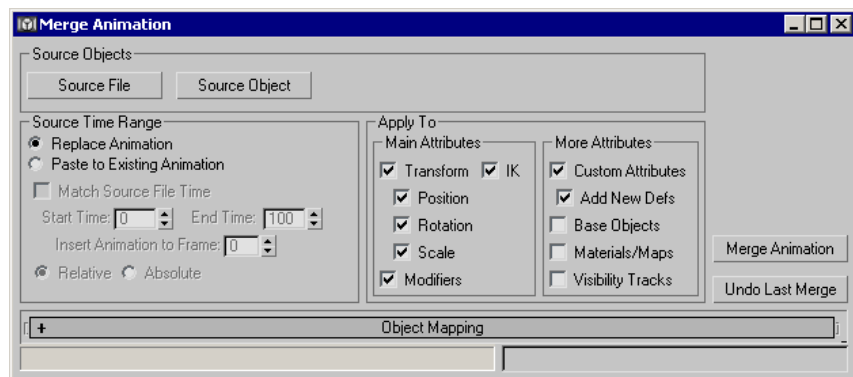 Merge Animation
Source Objects
Source File Source Object
Source Time Range
Replace Animation
Paste to Existing Animation
Match Source File Time
Start Time: 0 End Time: 100
Insert Animation to Frame: 0
Relative Absolute
Apply To
Main Attributes
Transform IK
Position
Rotation
Scale
Modifiers
More Attributes
Custom Attributes
Add New Defs
Base Objects
Materials/Maps
Visibility Tracks
Merge Animation
Undo Last Merge
+ Object Mapping